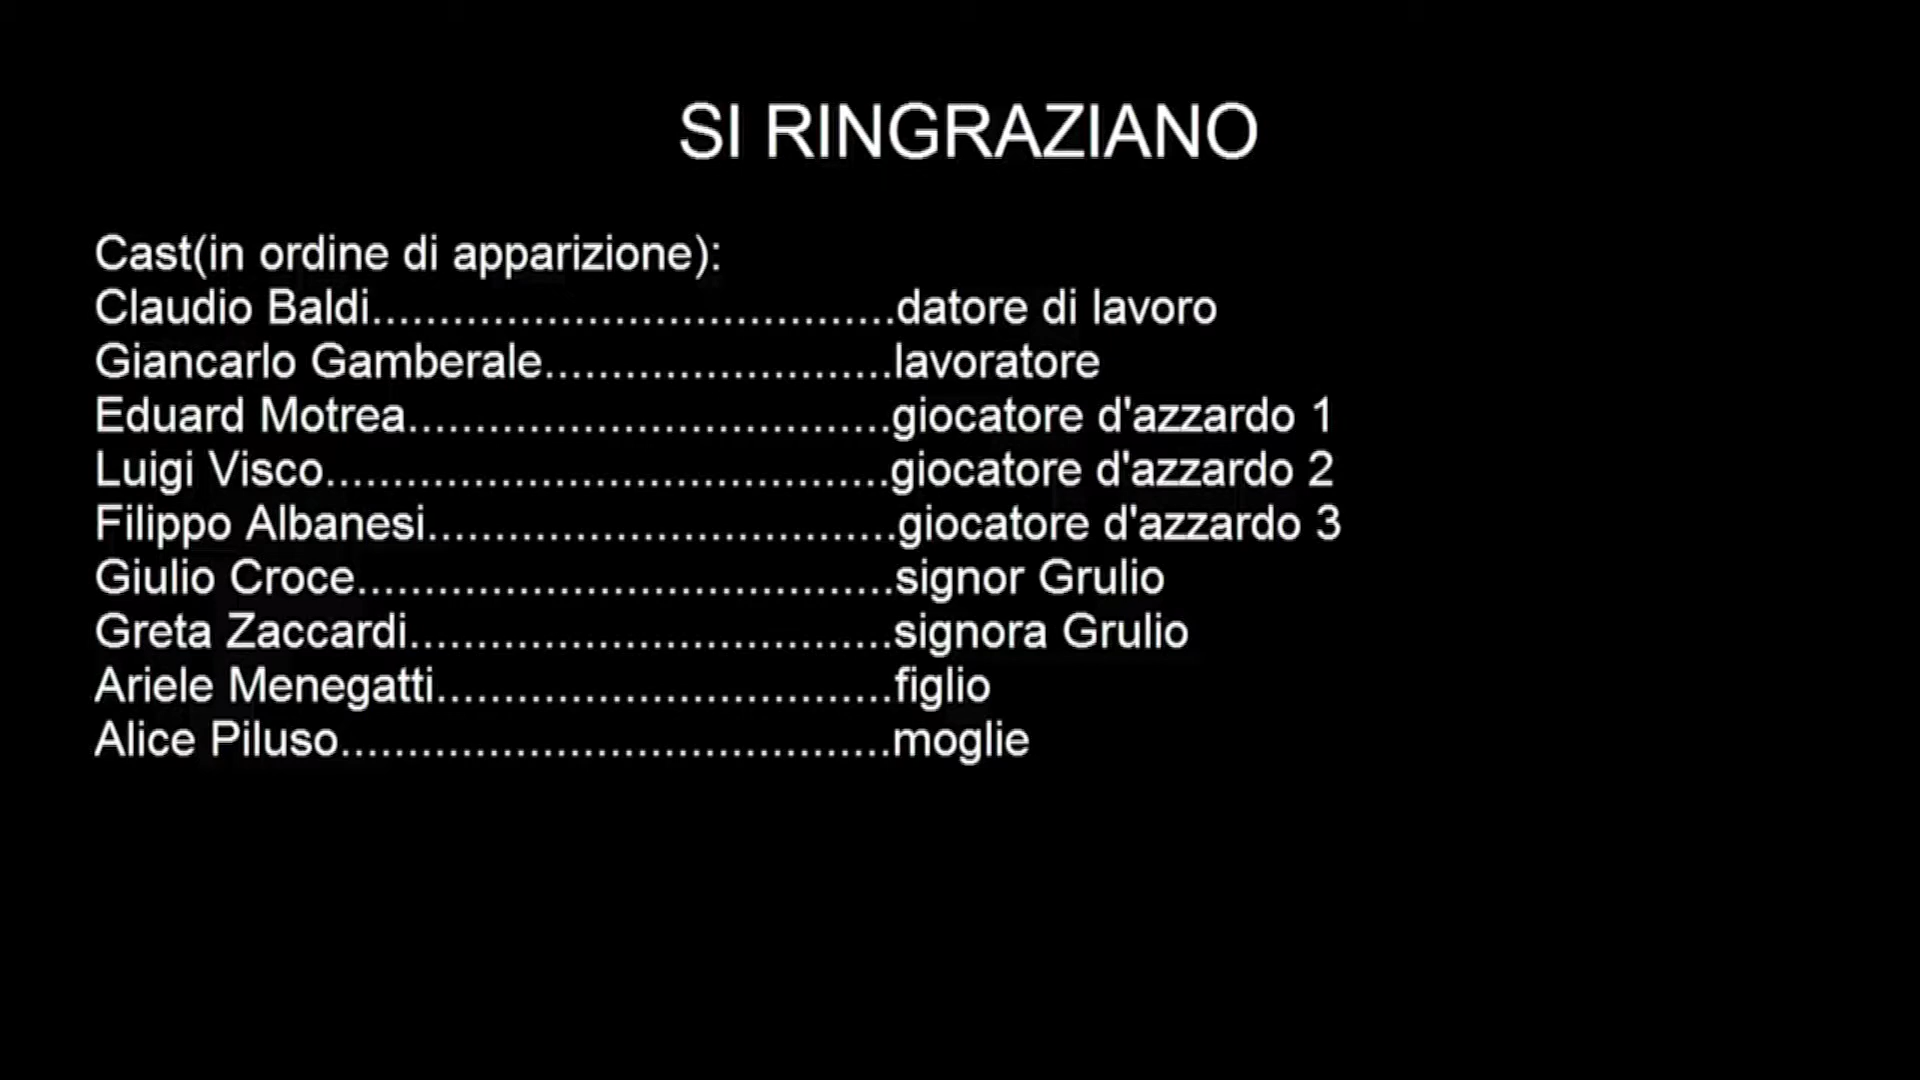 SI RINGRAZIANO
Cast(in ordine di apparizione):
Claudio Baldi.......................................datore di lavoro
Giancarlo Gamberale..........................lavoratore
Eduard Motrea....................................giocatore d'azzardo 1
Luigi Visco..........................................giocatore d'azzardo 2
Filippo Albanesi...................................giocatore d'azzardo 3
Giulio Croce........................................signor Grulio
Greta Zaccardi....................................signora Grulio
Ariele Menegatti..................................figlio
Alice Piluso.........................................moglie